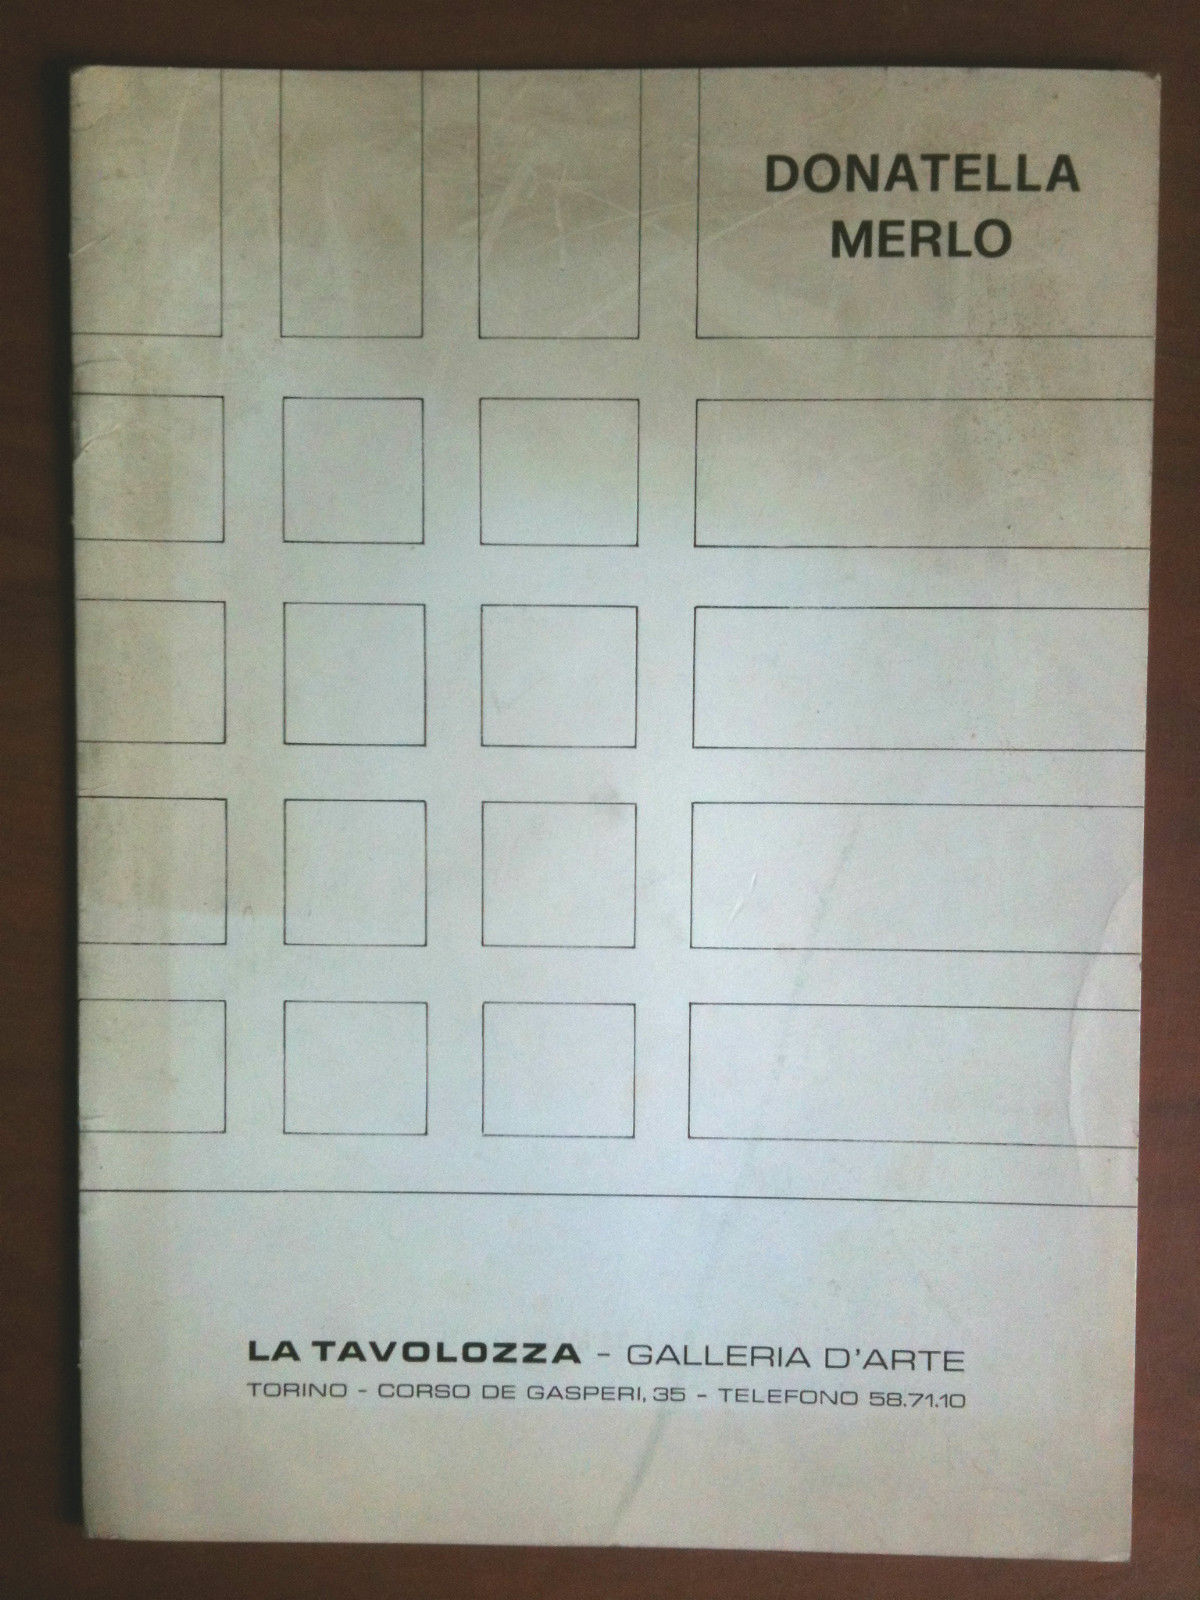 DONATELLA
MERLO
LA TAVOLOZZA - GALLERIA D'ARTE
TORINO - CORSO DE GASPERI, 35 - TELEFONO 58.71.10